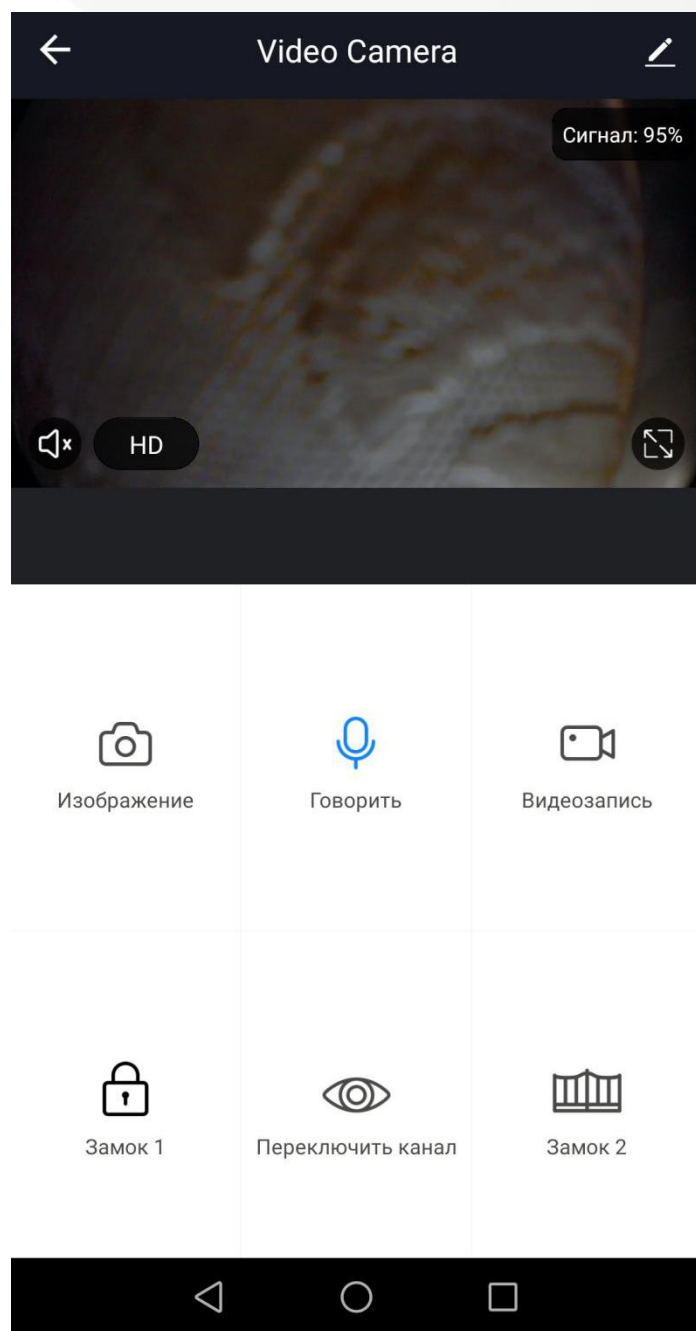 Video Camera
Сигнал: 95%
HD
Изображение
Говорить
Видеозапись
Замок 1
Переключить канал
Замок 2